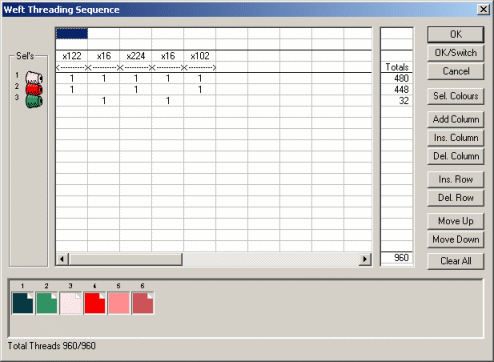 Weft Threading Sequence
OK
OK/Switch
Cancel
Sel. Colours
Add Column
Ins. Column
Del. Column
Ins. Row
Del. Row
Move Up
Move Down
Clear All
Sel's
x122 x16 x224 x16 x102
<---------->X<---------->X<---------->X<---------->X<---------->
Totals
1 1 1 1 1 1 480
2 1 1 1 448
3 1 1 32
960
1 2 3 4 5 6
Total Threads 960/960